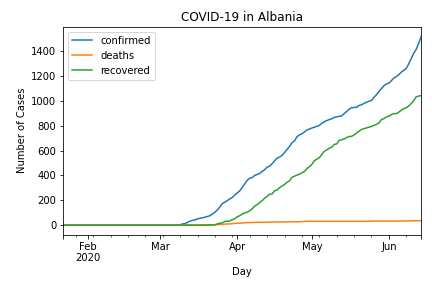 COVID-19 in Albania
confirmed
deaths
recovered
Number of Cases
1400
1200
1000
800
600
400
200
0
Feb
2020
Mar
Apr
May
Jun
Day